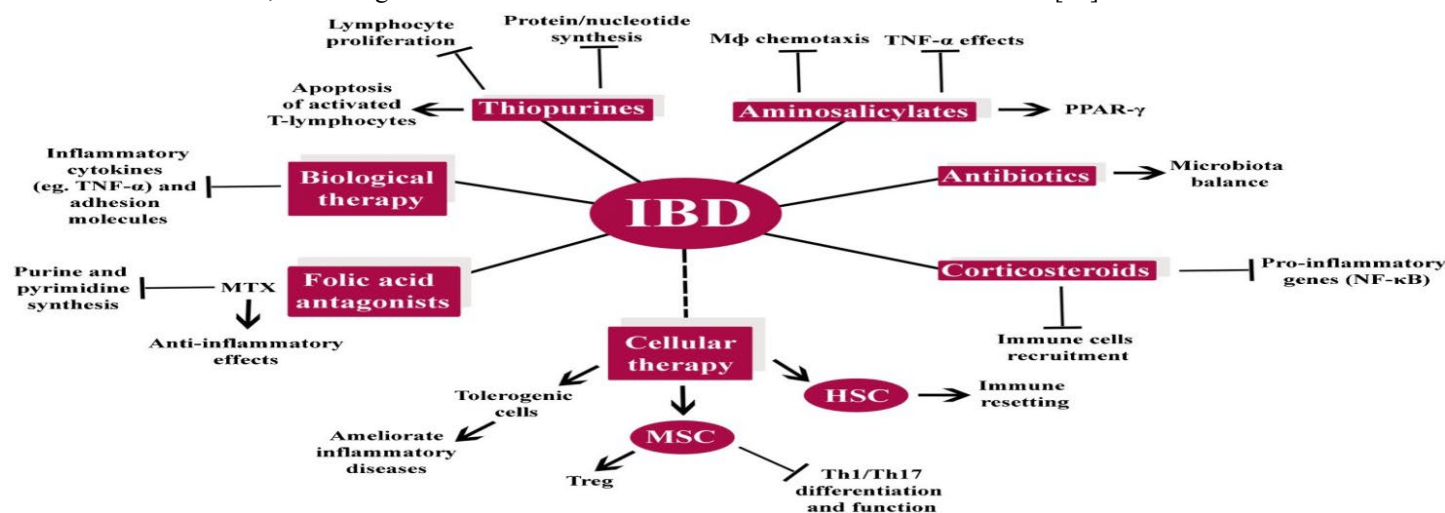 Lymphocyte
proliferation
Protein/nucleotide
synthesis
Mф chemotaxis
TNF-α effects
Apoptosis
of activated
T-lymphocytes
Thiopurines
Aminosalicylates
PPAR-γ
Inflammatory
cytokines
(eg. TNF-α) and
adhesion
molecules
Biological
therapy
IBD
Antibiotics
Microbiota
balance
Purine and
pyrimidine
synthesis
MTX
Folic acid
antagonists
Corticosteroids
Pro-inflammatory
genes (NF-κB)
Anti-inflammatory
effects
Cellular
therapy
Immune cells
recruitment
Tolerogenic
cells
HSC
Immune
resetting
Ameliorate
inflammatory
diseases
MSC
Treg
Th1/Th17
differentiation
and function